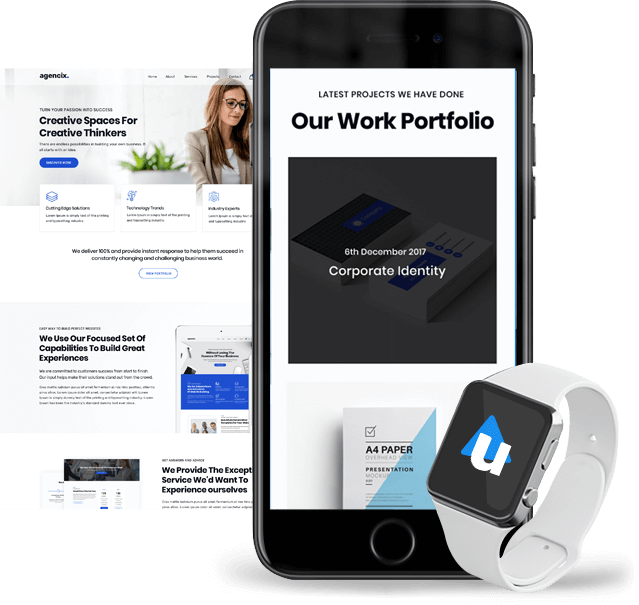 agencix.
Home About Services Projects Contact
TURN YOUR PASSION INTO SUCCESS
Creative Spaces For
Creative Thinkers
There are endless possibilities in building your own business. It
all starts with an idea.
DISCOVER NOW
Cutting Edge Solutions
Lorem Ipsum is simply text of the printing
and typesetting industry.
Technology Trends
Lorem Ipsum is simply text of the printing
and typesetting industry.
Industry Experts
Lorem Ipsum is simply
and typesetting industry.
We deliver 100% and provide instant response to help them succeed in
constantly changing and challenging business world.
VIEW PORTFOLIO
EASY WAY TO BUILD PERFECT WEBSITES
We Use Our Focused Set Of
Capabilities To Build Great
Experiences
We are committed to customers success from start to finish.
Our input helps make their solutions stand out from the crowd.
GET ANSWERS AND ADVICE
We Provide The Except
Service We'd Want To
Experience ourselves
LATEST PROJECTS WE HAVE DONE
Our Work Portfolio
6th December 2017
Corporate Identity
A4 PAPER
OVERHEAD VIEW
PRESENTATION
MOCKUP
u